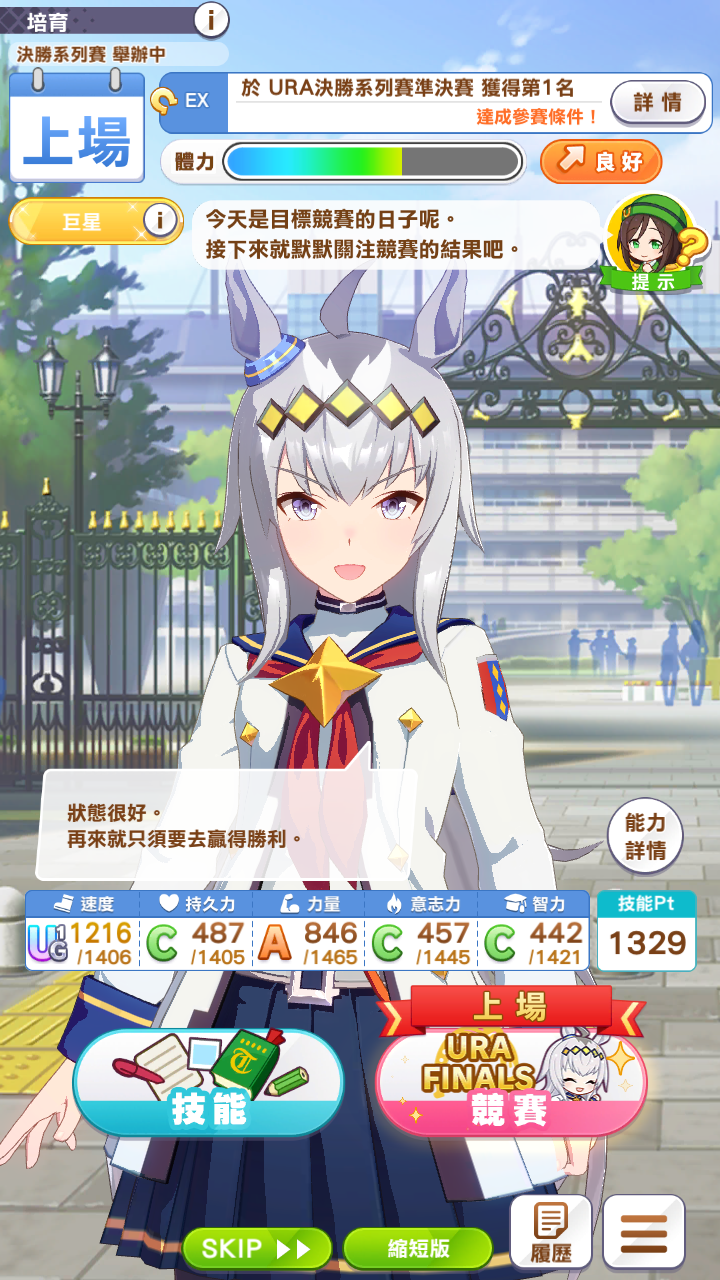 培育
i
決勝系列賽 舉辦中
上場
EX
於 URA決勝系列賽準決賽 獲得第1名
達成參賽條件！
詳情
體力
良好
巨星
i
今天是目標競賽的日子呢。
接下來就默默關注競賽的結果吧。
提示
狀態很好。
再來就只須要去贏得勝利。
能力
詳情
速度 持久力 力量 意志力 智力 技能Pt
UG1 1216 C 487 A 846 C 457 C 442 1329
/1406 /1405 /1465 /1445 /1421
上場
URA
FINALS
技能
競賽
SKIP
縮短版
履歷